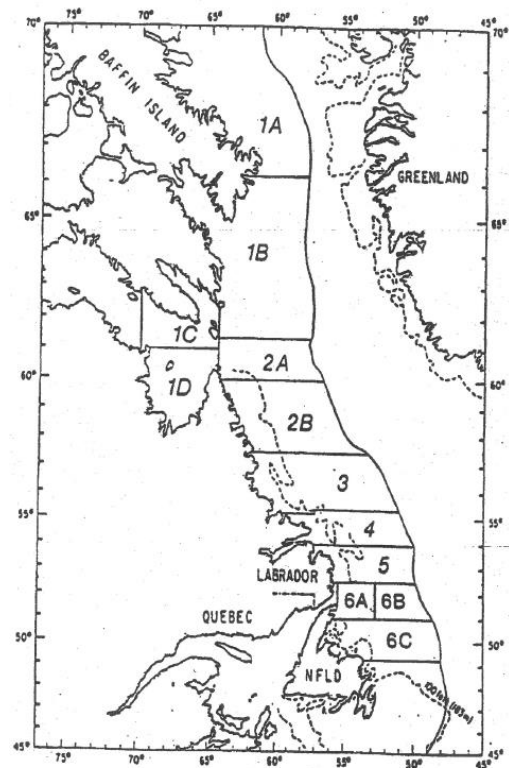 75° 70° 65° 60° 55° 50°
70° 70°
BAFFIN ISLAND
1A
GREENLAND
65° 65°
1B
1C
60° 2A 60°
1D
2B
3
55° 4 55°
5
LABRADOR
6A 6B
QUEBEC
50° 6C 50°
NFLD
45° 45°
75° 70° 65° 60° 55° 50° 45°